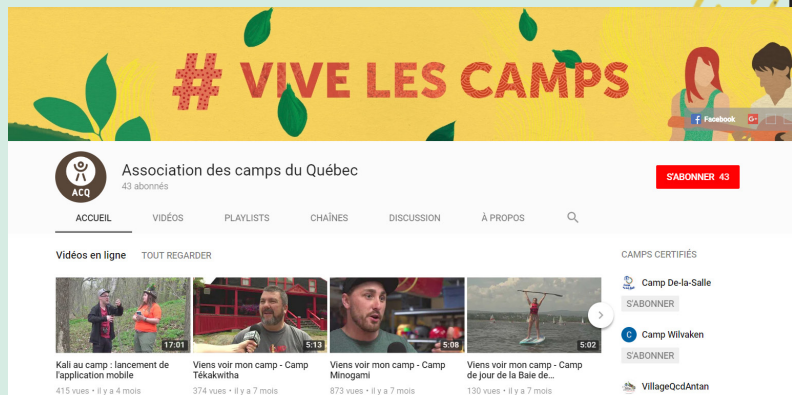 # VIVE LES CAMPS
Facebook
G+
ACQ
Association des camps du Québec
43 abonnés
S'ABONNER 43
ACCUEIL VIDÉOS PLAYLISTS CHAÎNES DISCUSSION À PROPOS
Vidéos en ligne TOUT REGARDER
17:01
5:13
5:08
5:02
Kali au camp : lancement de
l'application mobile
415 vues • il y a 4 mois
Viens voir mon camp - Camp
Tékakwitha
374 vues • il y a 7 mois
Viens voir mon camp - Camp
Minogami
873 vues • il y a 7 mois
Viens voir mon camp - Camp
de jour de la Baie de...
130 vues • il y a 7 mois
CAMPS CERTIFIÉS
Camp De-la-Salle
S'ABONNER
C Camp Wilvaken
S'ABONNER
VillageQcdAntan